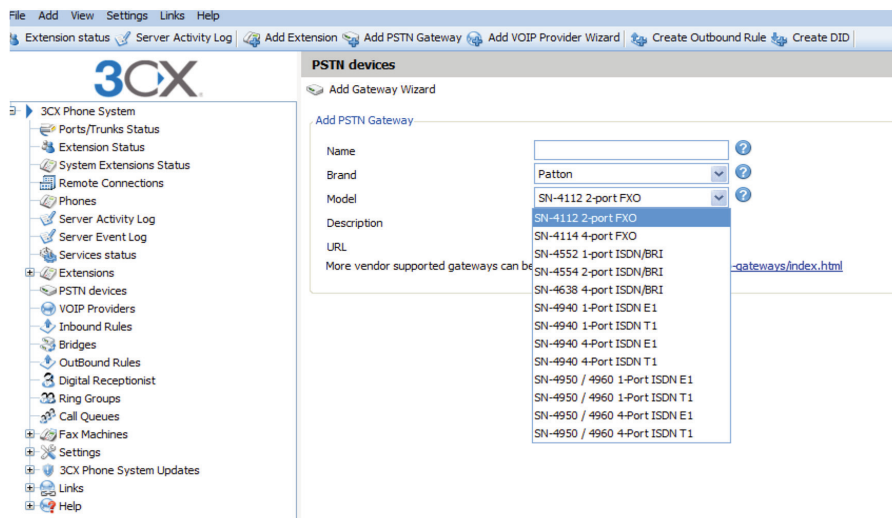 File Add View Settings Links Help
Extension status Server Activity Log Add Extension Add PSTN Gateway Add VOIP Provider Wizard Create Outbound Rule Create DID
3CX
3CX Phone System
Ports/Trunks Status
Extension Status
System Extensions Status
Remote Connections
Phones
Server Activity Log
Server Event Log
Services status
Extensions
PSTN devices
VOIP Providers
Inbound Rules
Bridges
OutBound Rules
Digital Receptionist
Ring Groups
Call Queues
Fax Machines
Settings
3CX Phone System Updates
Links
Help
PSTN devices
Add Gateway Wizard
Add PSTN Gateway
Name
Brand Patton
Model SN-4112 2-port FXO
Description
URL
More vendor supported gateways can be -gateways/index.html
SN-4112 2-port FXO
SN-4114 4-port FXO
SN-4552 1-port ISDN/BRI
SN-4554 2-port ISDN/BRI
SN-4638 4-port ISDN/BRI
SN-4940 1-Port ISDN E1
SN-4940 1-Port ISDN T1
SN-4940 4-Port ISDN E1
SN-4940 4-Port ISDN T1
SN-4950 / 4960 1-Port ISDN E1
SN-4950 / 4960 1-Port ISDN T1
SN-4950 / 4960 4-Port ISDN E1
SN-4950 / 4960 4-Port ISDN T1